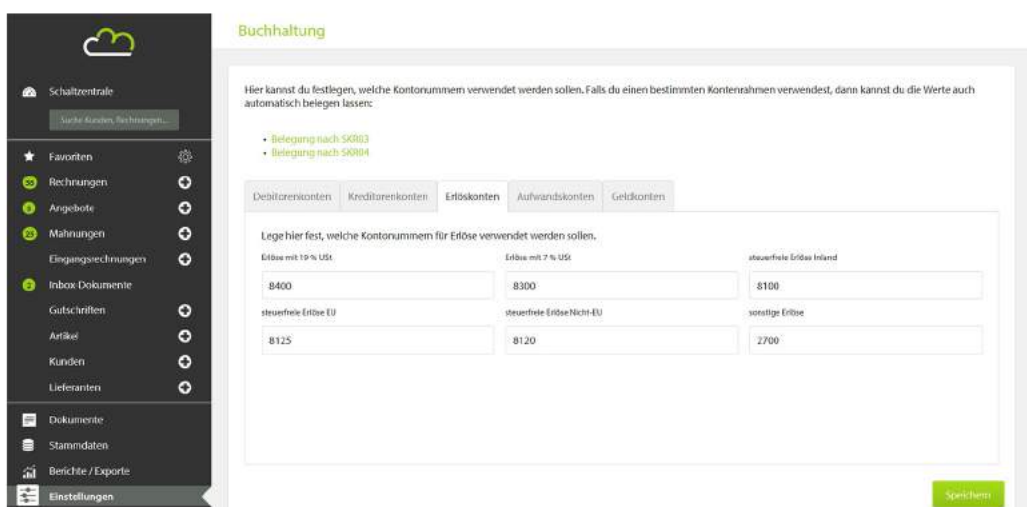 Buchhaltung
Schaltzentrale
Suche Kunden, Rechnungen...
Favoriten
55 Rechnungen
Angebote
25 Mahnungen
Eingangsrechnungen
2 Inbox Dokumente
Gutschriften
Artikel
Kunden
Lieferanten
Dokumente
Stammdaten
Berichte / Exporte
Einstellungen
Hier kannst du festlegen, welche Kontonummern verwendet werden sollen. Falls du einen bestimmten Kontenrahmen verwendest, dann kannst du die Werte auch
automatisch belegen lassen:
• Belegung nach SKR03
• Belegung nach SKR04
Debitorenkonten Kreditorenkonten Erlöskonten Aufwandskonten Geldkonten
Lege hier fest, welche Kontonummern für Erlöse verwendet werden sollen.
Erlöse mit 19 % USt Erlöse mit 7 % USt steuerfreie Erlöse Inland
8400 8300 8100
steuerfreie Erlöse EU steuerfreie Erlöse Nicht-EU sonstige Erlöse
8125 8120 2700
Speichern